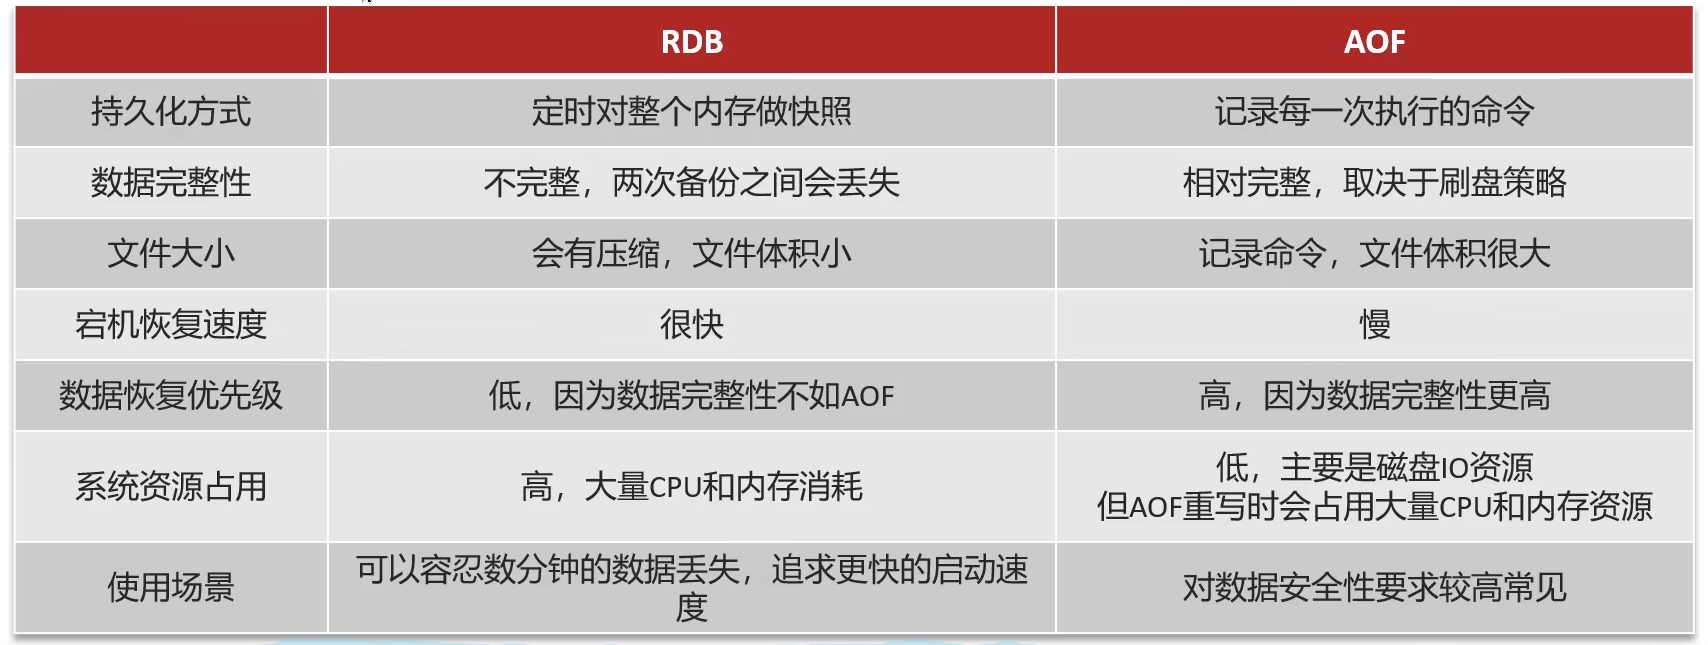 RDB AOF
持久化方式 定时对整个内存做快照 记录每一次执行的命令
数据完整性 不完整，两次备份之间会丢失 相对完整，取决于刷盘策略
文件大小 会有压缩，文件体积小 记录命令，文件体积很大
宕机恢复速度 很快 慢
数据恢复优先级 低，因为数据完整性不如AOF 高，因为数据完整性更高
系统资源占用 高，大量CPU和内存消耗 低，主要是磁盘IO资源
但AOF重写时会占用大量CPU和内存资源
使用场景 可以容忍数分钟的数据丢失，追求更快的启动速
度 对数据安全性要求较高常见